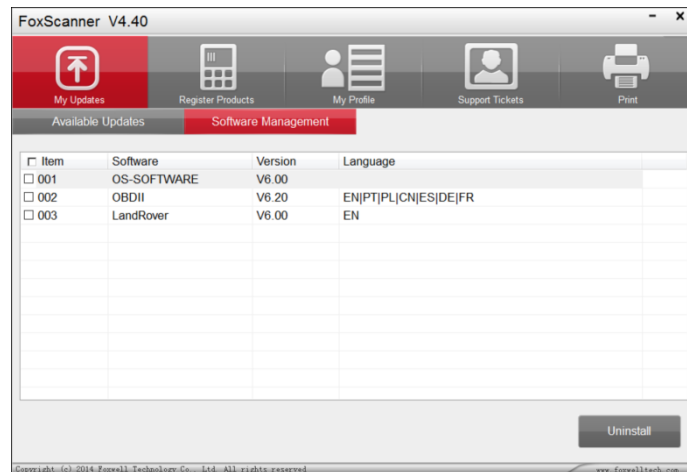 FoxScanner V4.40
My Updates Register Products My Profile Support Tickets Print
Available Updates Software Management
Item Software Version Language
001 OS-SOFTWARE V6.00
002 OBDII V6.20 EN|PT|PL|CN|ES|DE|FR
003 LandRover V6.00 EN
Uninstall
Copyright (c) 2014 Foxwell Technology Co., Ltd. All rights reserved www.foxwelltech.com